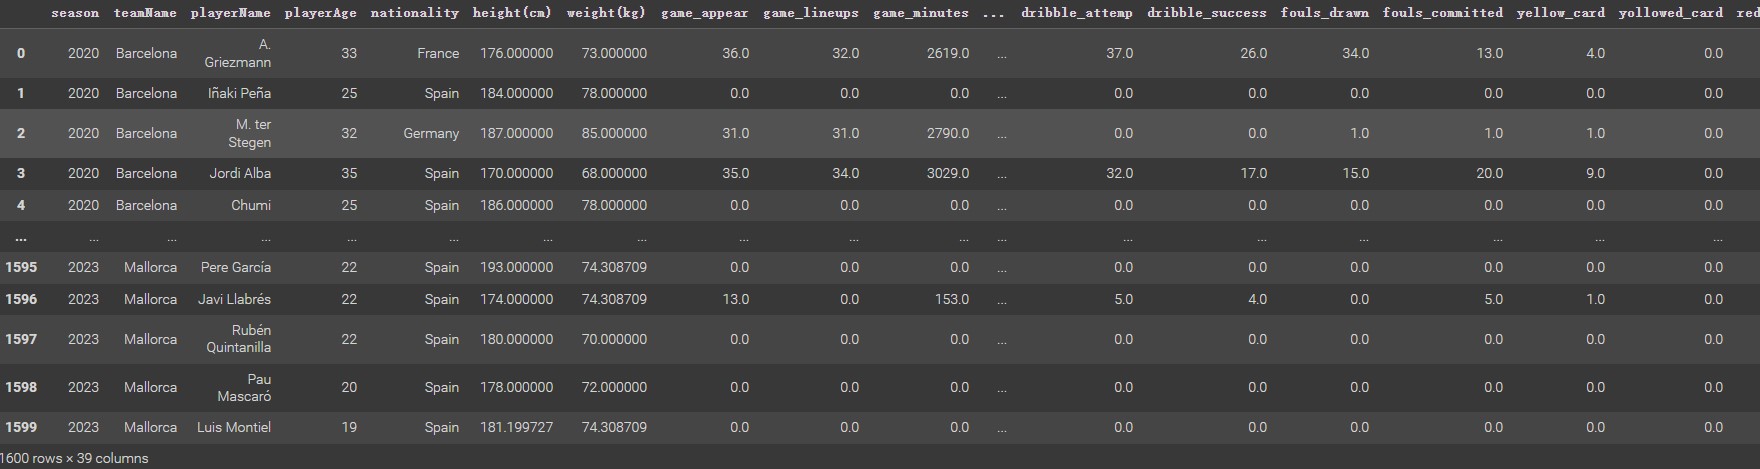 season teamName playerName playerAge nationality height(cm) weight(kg) game_appear game_lineups game_minutes ... dribble_attemp dribble_success fouls_drawn fouls_committed yellow_card yollowed_card red
0 2020 Barcelona A. Griezmann 33 France 176.000000 73.000000 36.0 32.0 2619.0 ... 37.0 26.0 34.0 13.0 4.0 0.0
1 2020 Barcelona Iñaki Peña 25 Spain 184.000000 78.000000 0.0 0.0 0.0 ... 0.0 0.0 0.0 0.0 0.0 0.0
2 2020 Barcelona M. ter Stegen 32 Germany 187.000000 85.000000 31.0 31.0 2790.0 ... 0.0 0.0 1.0 1.0 1.0 0.0
3 2020 Barcelona Jordi Alba 35 Spain 170.000000 68.000000 35.0 34.0 3029.0 ... 32.0 17.0 15.0 20.0 9.0 0.0
4 2020 Barcelona Chumi 25 Spain 186.000000 78.000000 0.0 0.0 0.0 ... 0.0 0.0 0.0 0.0 0.0 0.0
... ... ... ... ... ... ... ... ... ... ... ... ... ... ... ... ... ...
1595 2023 Mallorca Pere García 22 Spain 193.000000 74.308709 0.0 0.0 0.0 ... 0.0 0.0 0.0 0.0 0.0 0.0
1596 2023 Mallorca Javi Llabrés 22 Spain 174.000000 74.308709 13.0 0.0 153.0 ... 5.0 4.0 0.0 5.0 1.0 0.0
1597 2023 Mallorca Rubén Quintanilla 22 Spain 180.000000 70.000000 0.0 0.0 0.0 ... 0.0 0.0 0.0 0.0 0.0 0.0
1598 2023 Mallorca Pau Mascaró 20 Spain 178.000000 72.000000 0.0 0.0 0.0 ... 0.0 0.0 0.0 0.0 0.0 0.0
1599 2023 Mallorca Luis Montiel 19 Spain 181.199727 74.308709 0.0 0.0 0.0 ... 0.0 0.0 0.0 0.0 0.0 0.0
1600 rows × 39 columns